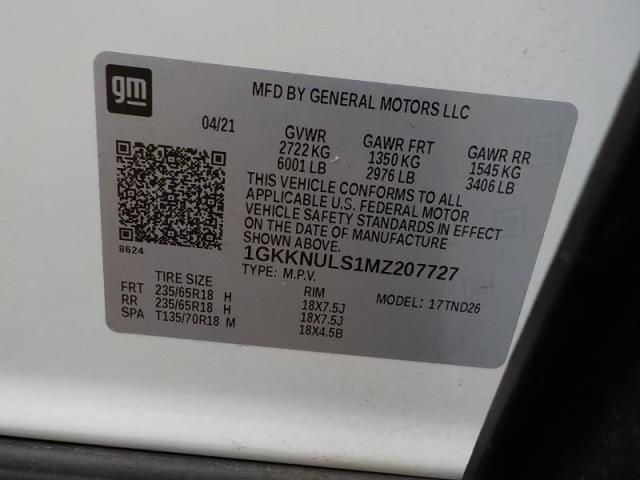 gm
MFD BY GENERAL MOTORS LLC
04/21 GVWR GAWR FRT GAWR RR
2722 KG 1350 KG 1545 KG
6001 LB 2976 LB 3406 LB
THIS VEHICLE CONFORMS TO ALL
APPLICABLE U.S. FEDERAL MOTOR
VEHICLE SAFETY STANDARDS IN EFFECT
ON THE DATE OF MANUFACTURE
SHOWN ABOVE.
8624
1GKKNULS1MZ207727
TYPE: M.P.V.
TIRE SIZE RIM MODEL: 17TND26
FRT 235/65R18 H 18X7.5J
RR 235/65R18 H 18X7.5J
SPA T135/70R18 M 18X4.5B